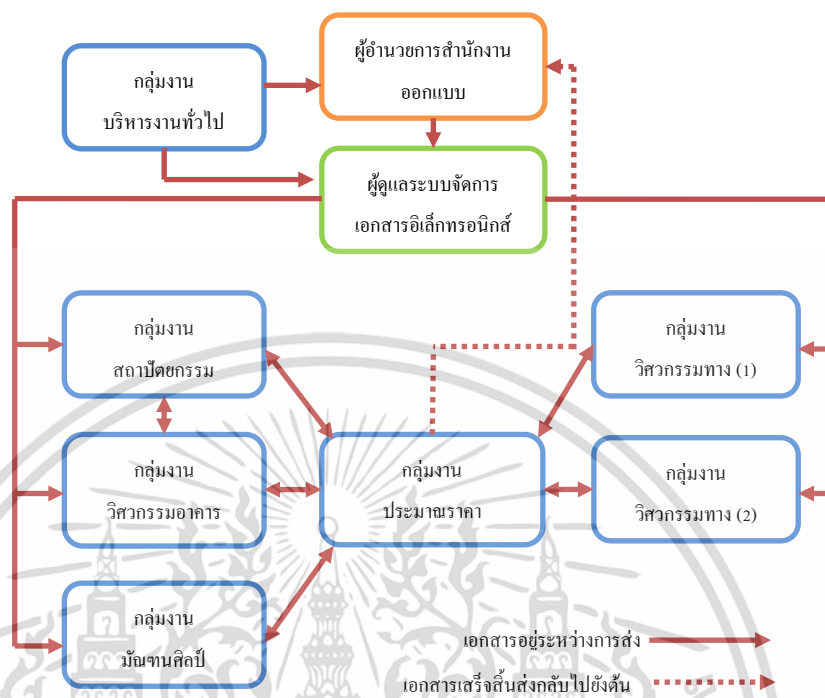 กลุ่มงาน
บริหารงานทั่วไป
ผู้อำนวยการสำนักงาน
ออกแบบ
ผู้ดูแลระบบจัดการ
เอกสารอิเล็กทรอนิกส์
กลุ่มงาน
สถาปัตยกรรม
กลุ่มงาน
วิศวกรรมทาง (1)
กลุ่มงาน
วิศวกรรมอาคาร
กลุ่มงาน
ประมาณราคา
กลุ่มงาน
วิศวกรรมทาง (2)
กลุ่มงาน
มัณฑนศิลป์
เอกสารอยู่ระหว่างการส่ง
เอกสารเสร็จสิ้นส่งกลับไปยังต้น